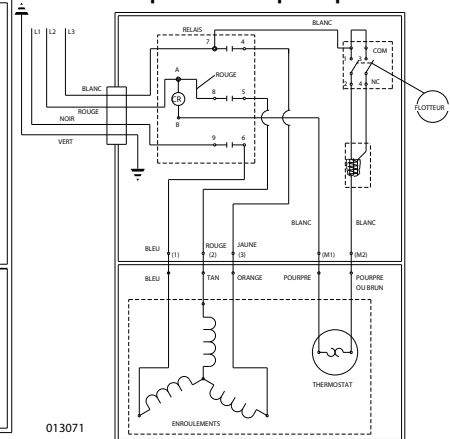 BLANC
RELAIS
L1 L2 L3
7 4
COM
1 3
A
ROUGE
2 4 NC
BLANC
CR
8 5
FLOTTEUR
ROUGE
NOIR
B
9 6
VERT
BLANC BLANC
BLEU (1) ROUGE (2) JAUNE (3) (M1) (M2)
BLEU TAN ORANGE POURPRE POURPRE
OU BRUN
THERMOSTAT
ENROULEMENTS
013071